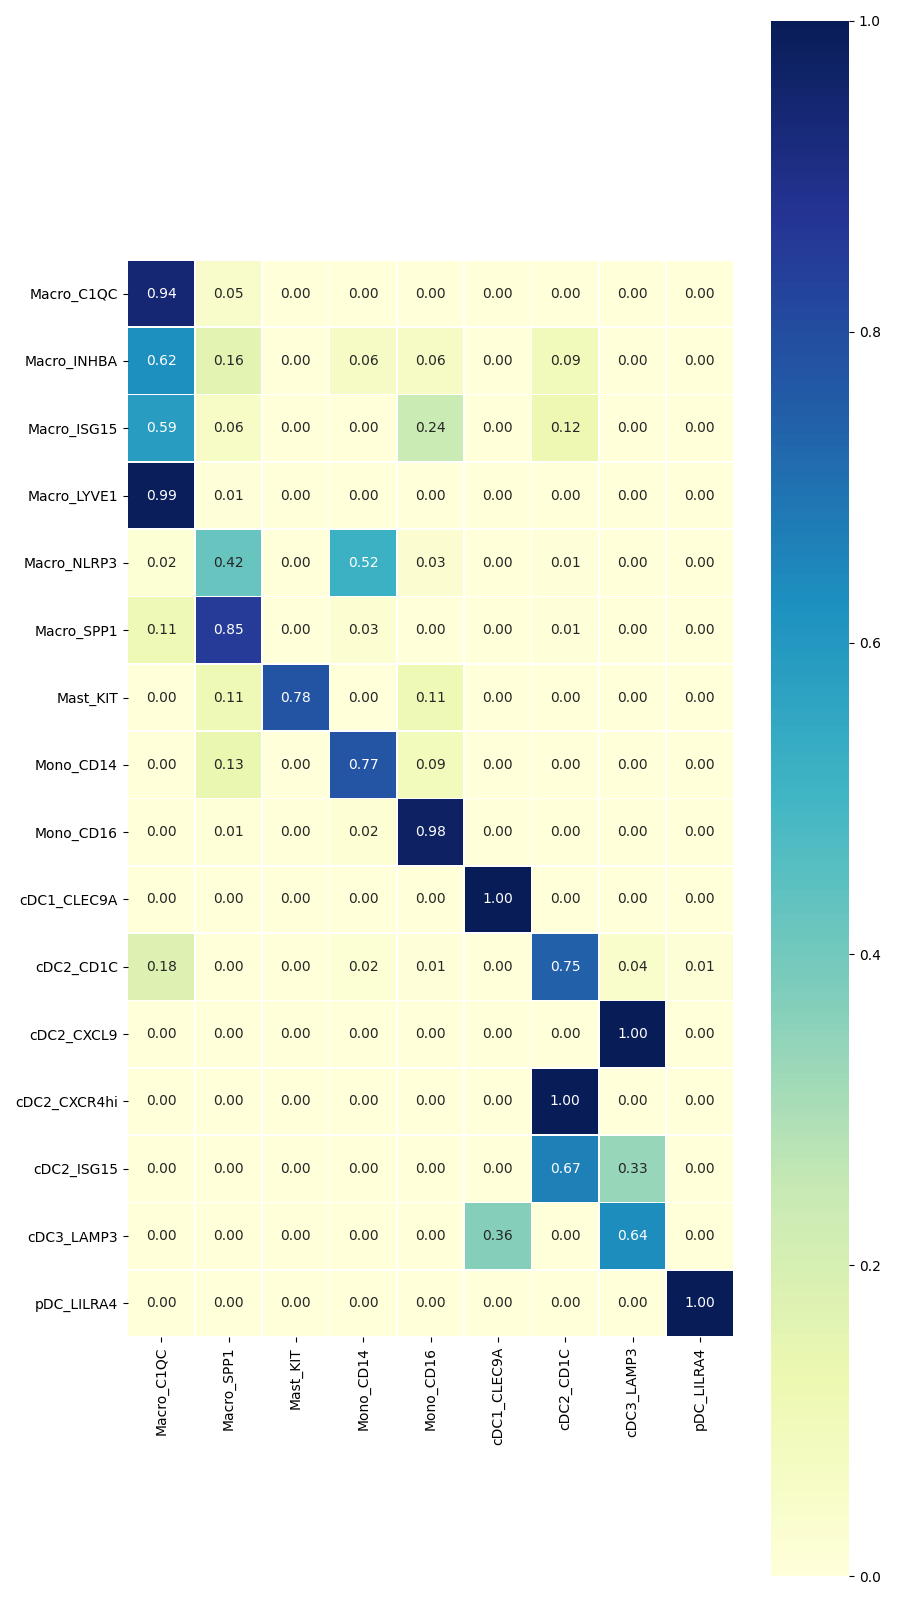 1.0
0.8
0.6
0.4
0.2
0.0
Macro_C1QC 0.94 0.05 0.00 0.00 0.00 0.00 0.00 0.00 0.00
Macro_INHBA 0.62 0.16 0.00 0.06 0.06 0.00 0.09 0.00 0.00
Macro_ISG15 0.59 0.06 0.00 0.00 0.24 0.00 0.12 0.00 0.00
Macro_LYVE1 0.99 0.01 0.00 0.00 0.00 0.00 0.00 0.00 0.00
Macro_NLRP3 0.02 0.42 0.00 0.52 0.03 0.00 0.01 0.00 0.00
Macro_SPP1 0.11 0.85 0.00 0.03 0.00 0.00 0.01 0.00 0.00
Mast_KIT 0.00 0.11 0.78 0.00 0.11 0.00 0.00 0.00 0.00
Mono_CD14 0.00 0.13 0.00 0.77 0.09 0.00 0.00 0.00 0.00
Mono_CD16 0.00 0.01 0.00 0.02 0.98 0.00 0.00 0.00 0.00
cDC1_CLEC9A 0.00 0.00 0.00 0.00 0.00 1.00 0.00 0.00 0.00
cDC2_CD1C 0.18 0.00 0.00 0.02 0.01 0.00 0.75 0.04 0.01
cDC2_CXCL9 0.00 0.00 0.00 0.00 0.00 0.00 0.00 1.00 0.00
cDC2_CXCR4hi 0.00 0.00 0.00 0.00 0.00 0.00 1.00 0.00 0.00
cDC2_ISG15 0.00 0.00 0.00 0.00 0.00 0.00 0.67 0.33 0.00
cDC3_LAMP3 0.00 0.00 0.00 0.00 0.00 0.36 0.00 0.64 0.00
pDC_LILRA4 0.00 0.00 0.00 0.00 0.00 0.00 0.00 0.00 1.00
Macro_C1QC
Macro_SPP1
Mast_KIT
Mono_CD14
Mono_CD16
cDC1_CLEC9A
cDC2_CD1C
cDC3_LAMP3
pDC_LILRA4